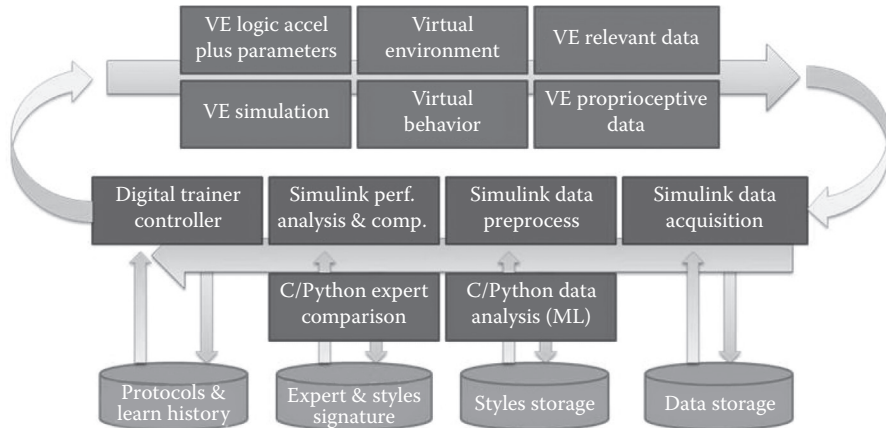 VE logic accel
plus parameters
Virtual
environment
VE relevant data
VE simulation
Virtual
behavior
VE proprioceptive
data
Digital trainer
controller
Simulink perf.
analysis & comp.
Simulink data
preprocess
Simulink data
acquisition
C/Python expert
comparison
C/Python data
analysis (ML)
Protocols &
learn history
Expert & styles
signature
Styles storage
Data storage